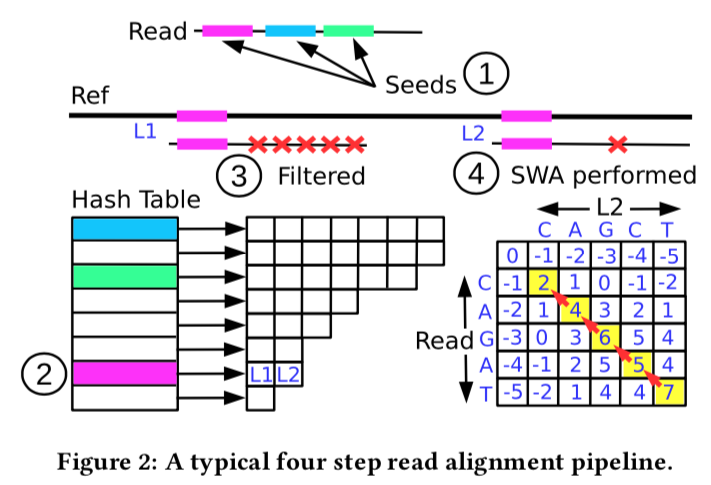 Read
Seeds 1
Ref
L1
L2
3 Filtered
4 SWA performed
Hash Table
L2
C A G C T
0 -1 -2 -3 -4 -5
C -1 2 1 0 -1 -2
A -2 1 4 3 2 1
Read G -3 0 3 6 5 4
2 L1 L2 A -4 -1 2 5 5 4
T -5 -2 1 4 4 7
Figure 2: A typical four step read alignment pipeline.